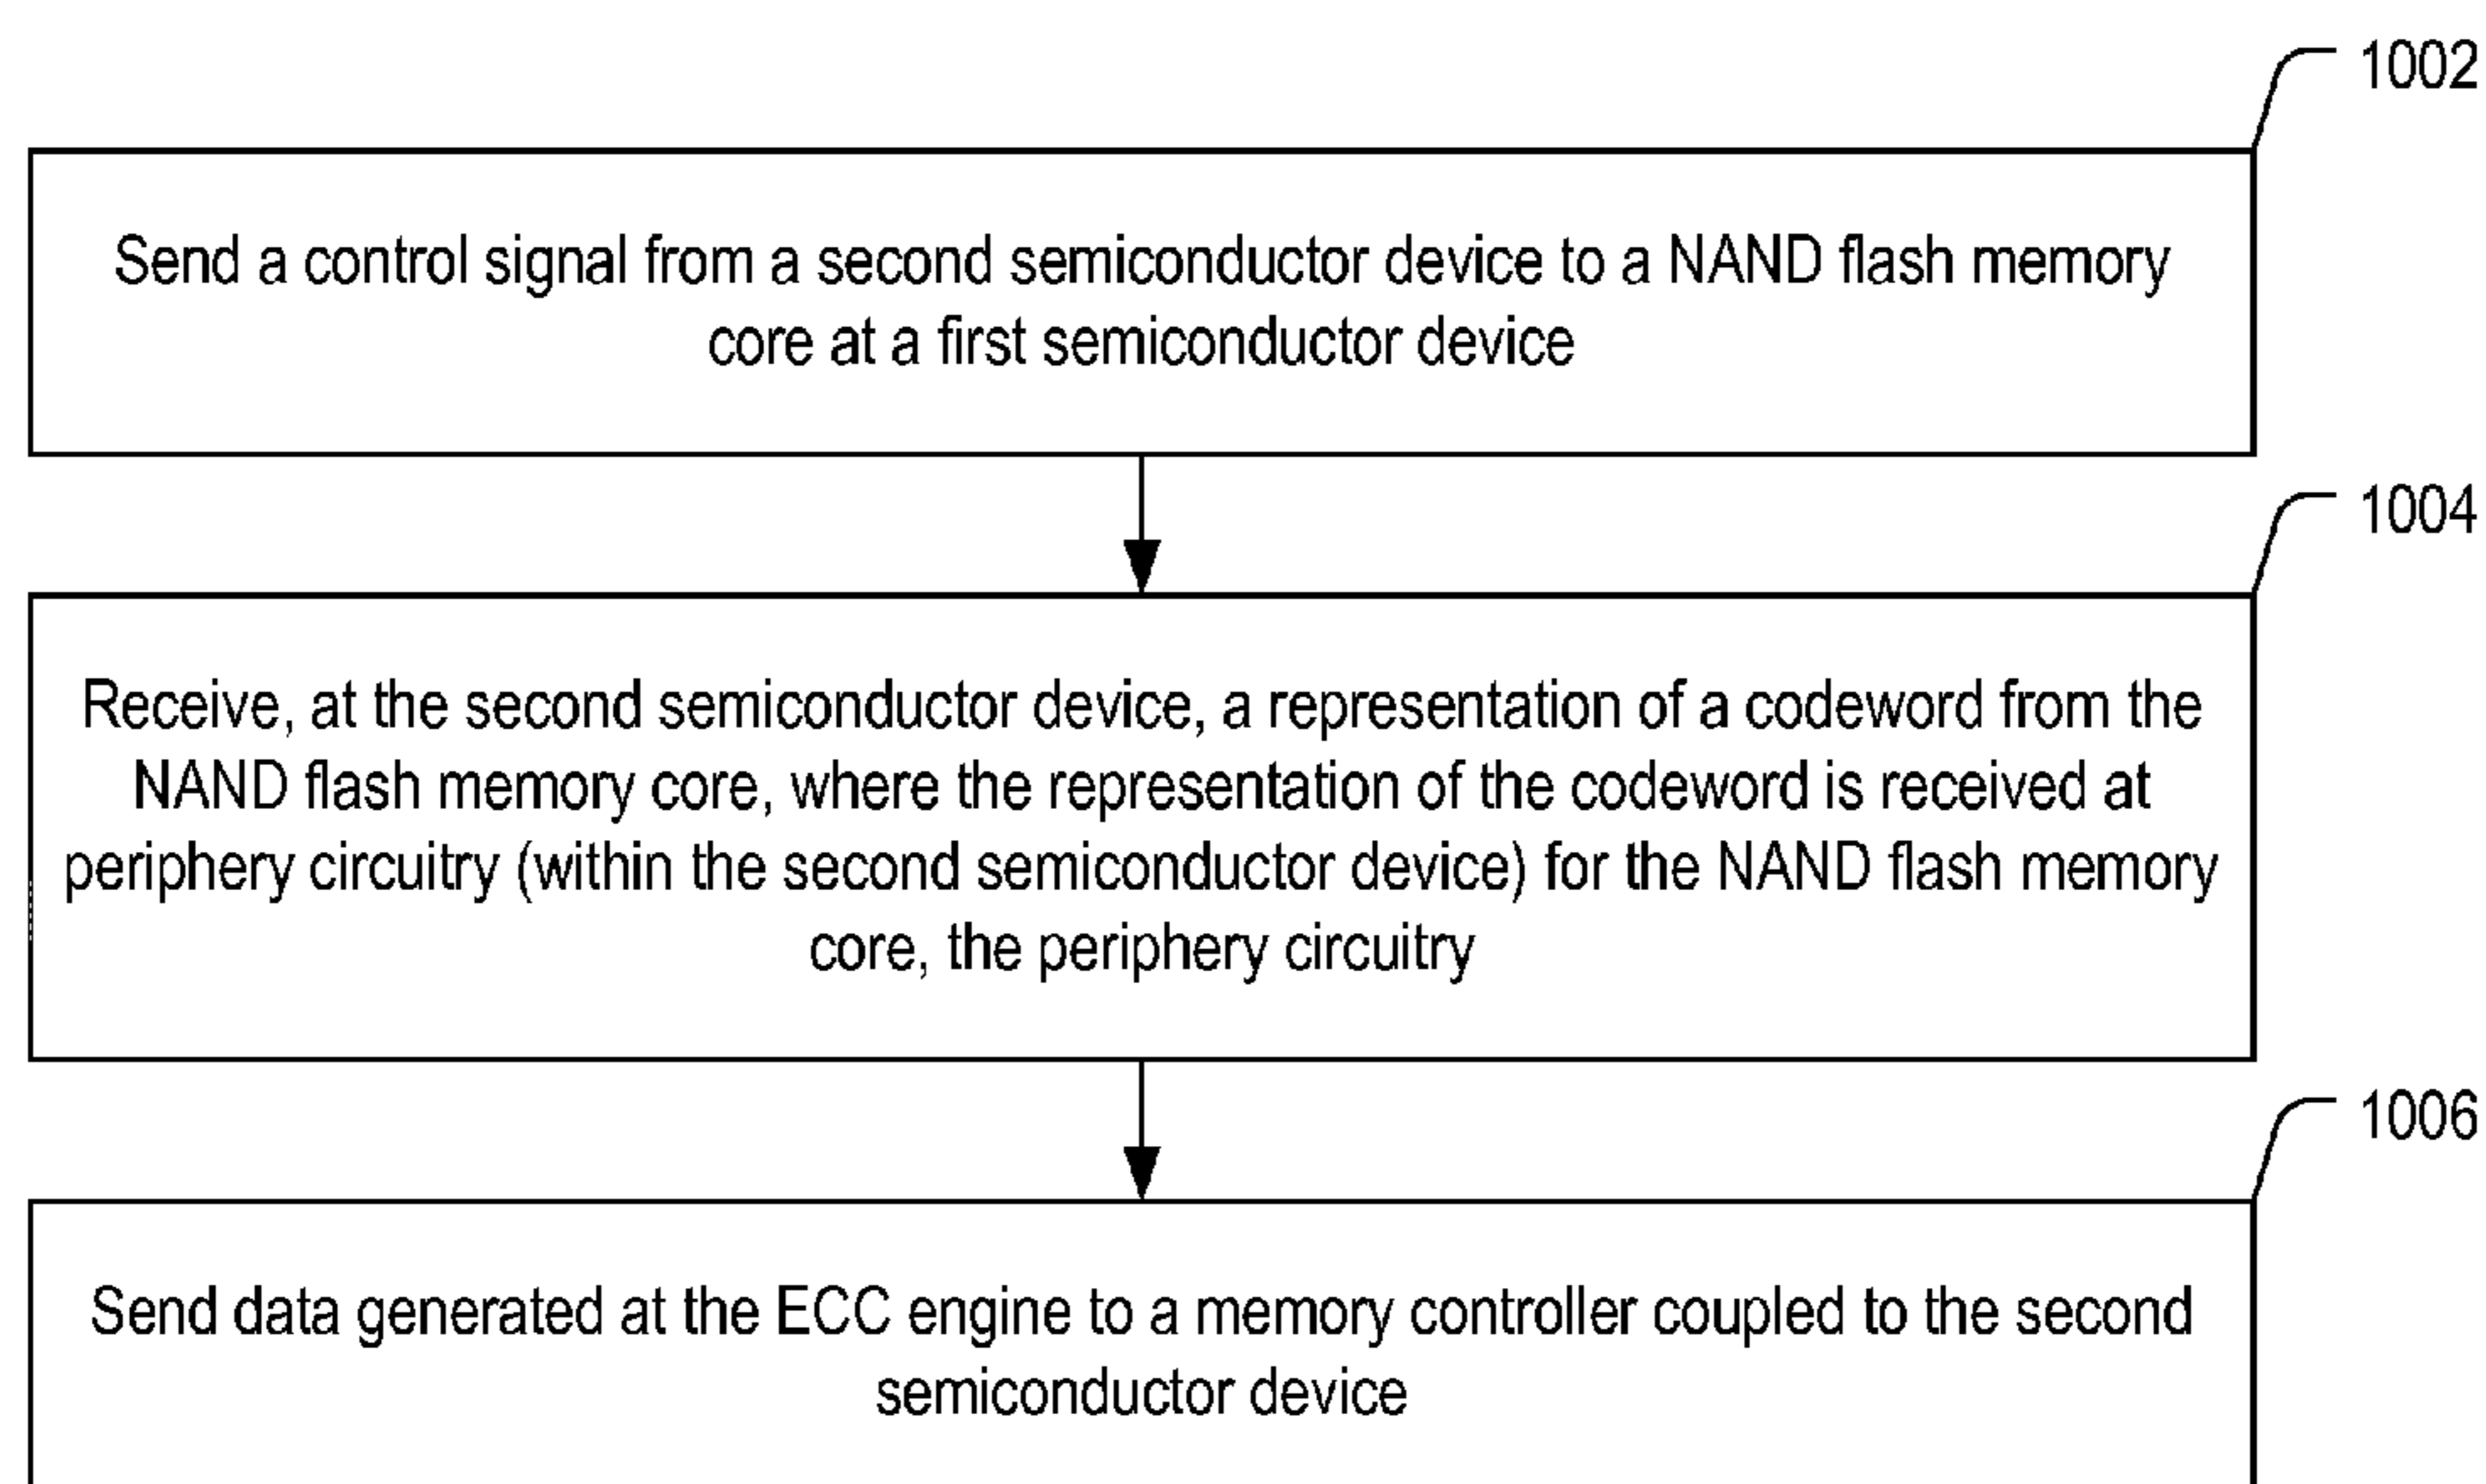 1002
Send a control signal from a second semiconductor device to a NAND flash memory
core at a first semiconductor device
1004
Receive, at the second semiconductor device, a representation of a codeword from the
NAND flash memory core, where the representation of the codeword is received at
periphery circuitry (within the second semiconductor device) for the NAND flash memory
core, the periphery circuitry
1006
Send data generated at the ECC engine to a memory controller coupled to the second
semiconductor device